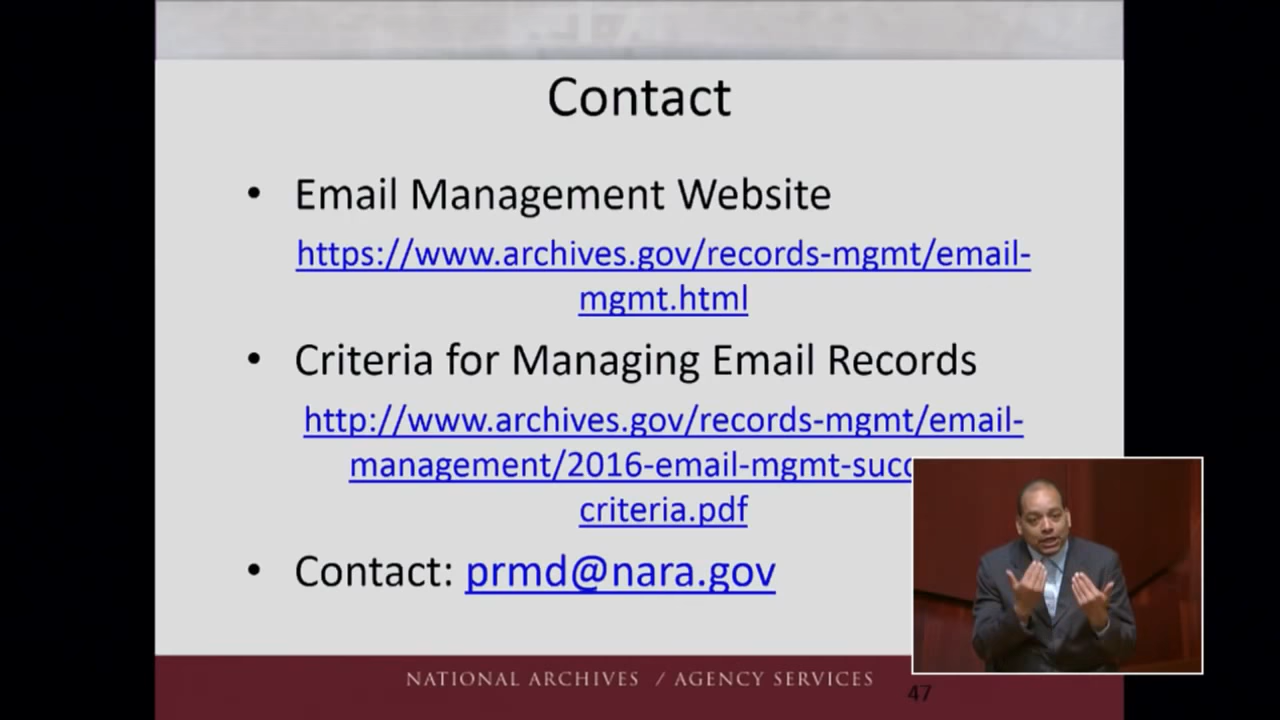 Contact
• Email Management Website
https://www.archives.gov/records-mgmt/email-
mgmt.html
• Criteria for Managing Email Records
http://www.archives.gov/records-mgmt/email-
management/2016-email-mgmt-succ
criteria.pdf
• Contact: prmd@nara.gov
NATIONAL ARCHIVES / AGENCY SERVICES
47